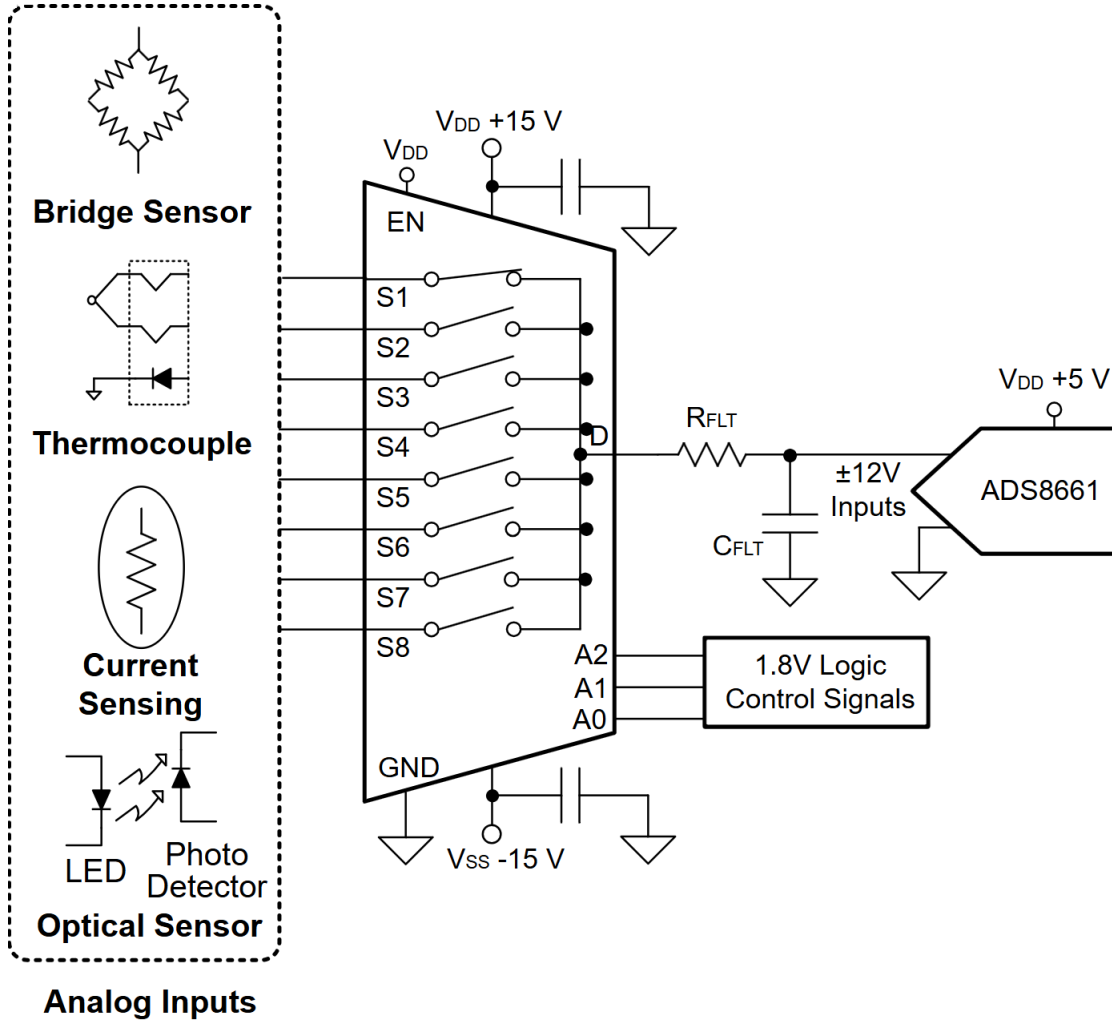 Bridge Sensor
Thermocouple
Current
Sensing
LED
Photo
Detector
Optical Sensor
Analog Inputs
VDD
VDD +15 V
EN
S1
S2
S3
S4
S5
S6
S7
S8
D
A2
A1
A0
GND
VSS -15 V
RFLT
CFLT
±12V
Inputs
VDD +5 V
ADS8661
1.8V Logic
Control Signals